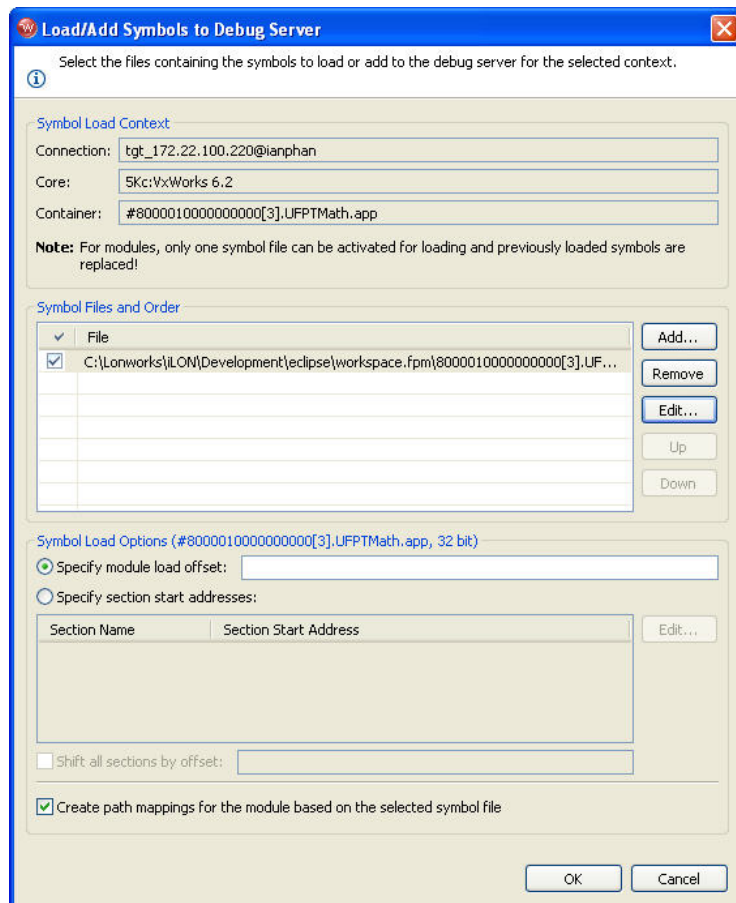 Load/Add Symbols to Debug Server
Select the files containing the symbols to load or add to the debug server for the selected context.
Symbol Load Context
Connection: tgt_172.22.100.220@ianphan
Core: 5Kc:VxWorks 6.2
Container: #8000010000000000[3].UFPTMath.app
Note: For modules, only one symbol file can be activated for loading and previously loaded symbols are
replaced!
Symbol Files and Order
File
Add...
C:\Lonworks\iLON\Development\eclipse\workspace.fpm\8000010000000000[3].UF...
Remove
Edit...
Up
Down
Symbol Load Options (#8000010000000000[3].UFPTMath.app, 32 bit)
Specify module load offset:
Specify section start addresses:
Section Name Section Start Address Edit...
Shift all sections by offset:
Create path mappings for the module based on the selected symbol file
OK Cancel